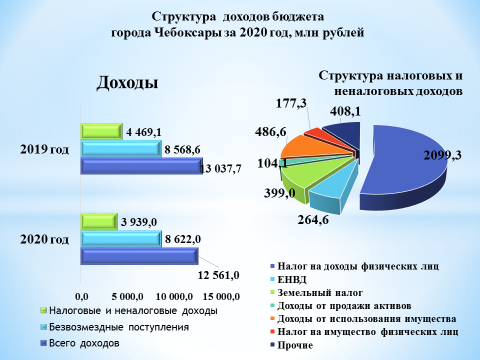 Структура доходов бюджета
города Чебоксары за 2020 год, млн рублей
Доходы
2019 год
4 469,1
8 568,6
13 037,7
2020 год
3 939,0
8 622,0
12 561,0
0,0 5 000,0 10 000,0 15 000,0
Налоговые и неналоговые доходы
Безвозмездные поступления
Всего доходов
Структура налоговых и
неналоговых доходов
408,1
177,3
486,6
2099,3
104,1
399,0
264,6
Налог на доходы физических лиц
ЕНВД
Земельный налог
Доходы от продажи активов
Доходы от использования имущества
Налог на имущество физических лиц
Прочие